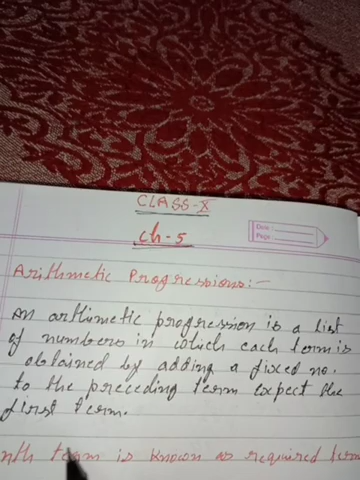 CLASS-X
Ch-5
Date :
Page :
Arithmetic Progressions:-
An arthimetic progression is a list
of numbers in which each term is
obtained by adding a fixed no.
to the preceding term expect the
first term.
nth term is known as required term